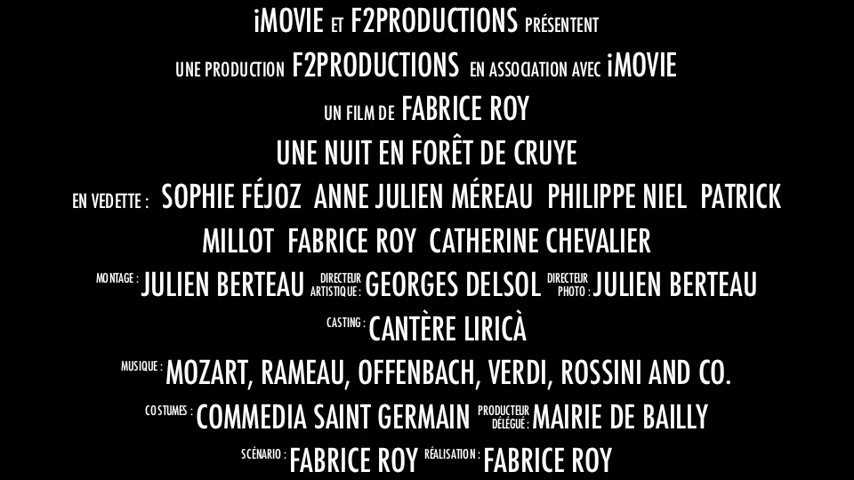 iMOVIE ET F2PRODUCTIONS PRÉSENTENT
UNE PRODUCTION F2PRODUCTIONS EN ASSOCIATION AVEC iMOVIE
UN FILM DE FABRICE ROY
UNE NUIT EN FORÊT DE CRUYE
EN VEDETTE : SOPHIE FÉJOZ ANNE JULIEN MÉREAU PHILIPPE NIEL PATRICK
MILLOT FABRICE ROY CATHERINE CHEVALIER
MONTAGE : JULIEN BERTEAU DIRECTEUR ARTISTIQUE : GEORGES DELSOL DIRECTEUR PHOTO : JULIEN BERTEAU
CASTING : CANTÈRE LIRICÀ
MUSIQUE : MOZART, RAMEAU, OFFENBACH, VERDI, ROSSINI AND CO.
COSTUMES : COMMEDIA SAINT GERMAIN PRODUCTEUR DÉLÉGUÉ : MAIRIE DE BAILLY
SCÉNARIO : FABRICE ROY RÉALISATION : FABRICE ROY